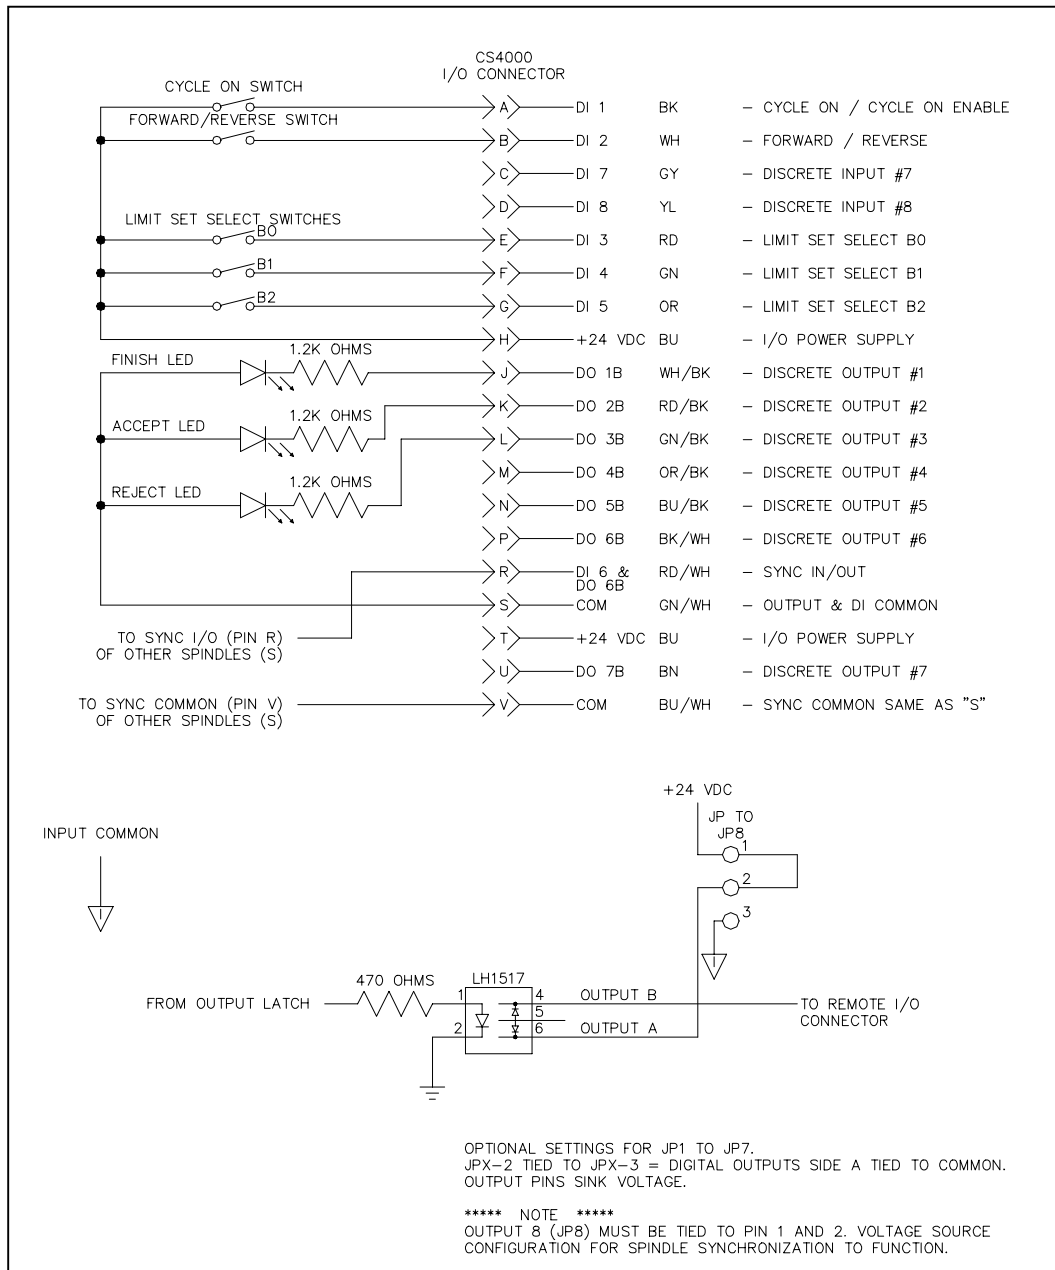 CS4000
I/O CONNECTOR
CYCLE ON SWITCH
A DI 1 BK - CYCLE ON / CYCLE ON ENABLE
FORWARD/REVERSE SWITCH
B DI 2 WH - FORWARD / REVERSE
C DI 7 GY - DISCRETE INPUT #7
D DI 8 YL - DISCRETE INPUT #8
LIMIT SET SELECT SWITCHES
B0 E DI 3 RD - LIMIT SET SELECT B0
B1 F DI 4 GN - LIMIT SET SELECT B1
B2 G DI 5 OR - LIMIT SET SELECT B2
H +24 VDC BU - I/O POWER SUPPLY
FINISH LED 1.2K OHMS J DO 1B WH/BK - DISCRETE OUTPUT #1
K DO 2B RD/BK - DISCRETE OUTPUT #2
ACCEPT LED 1.2K OHMS L DO 3B GN/BK - DISCRETE OUTPUT #3
M DO 4B OR/BK - DISCRETE OUTPUT #4
REJECT LED 1.2K OHMS N DO 5B BU/BK - DISCRETE OUTPUT #5
P DO 6B BK/WH - DISCRETE OUTPUT #6
R DI 6 & RD/WH - SYNC IN/OUT
DO 6B
S COM GN/WH - OUTPUT & DI COMMON
TO SYNC I/O (PIN R) T +24 VDC BU - I/O POWER SUPPLY
OF OTHER SPINDLES (S)
U DO 7B BN - DISCRETE OUTPUT #7
TO SYNC COMMON (PIN V) V COM BU/WH - SYNC COMMON SAME AS "S"
OF OTHER SPINDLES (S)
+24 VDC
JP TO
JP8
1
INPUT COMMON
2
3
I
I
470 OHMS LH1517
FROM OUTPUT LATCH 1 4 OUTPUT B TO REMOTE I/O
CONNECTOR
5
2 6 OUTPUT A
OPTIONAL SETTINGS FOR JP1 TO JP7.
JPX-2 TIED TO JPX-3 = DIGITAL OUTPUTS SIDE A TIED TO COMMON.
OUTPUT PINS SINK VOLTAGE.
***** NOTE *****
OUTPUT 8 (JP8) MUST BE TIED TO PIN 1 AND 2. VOLTAGE SOURCE
CONFIGURATION FOR SPINDLE SYNCHRONIZATION TO FUNCTION.